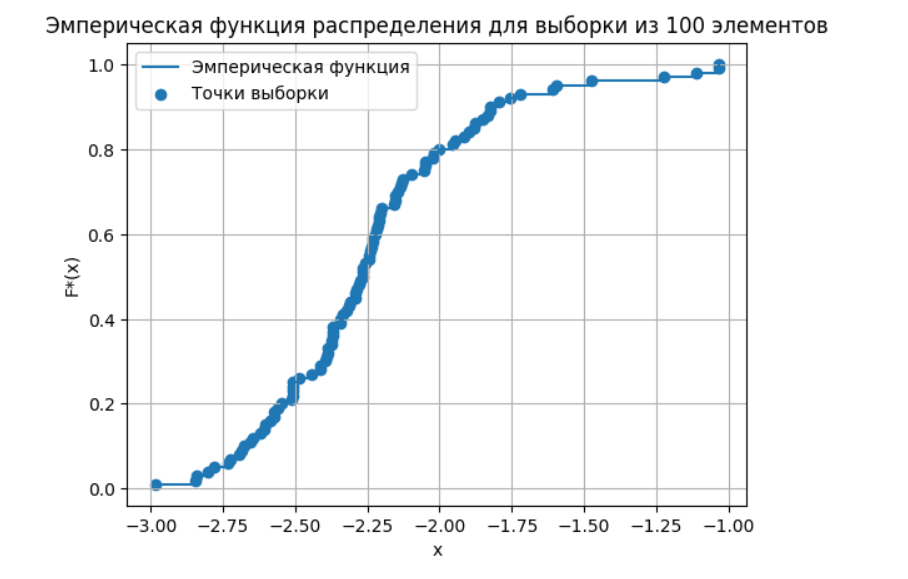 Эмперическая функция распределения для выборки из 100 элементов
Эмперическая функция
Точки выборки
F*(x)
1.0
0.8
0.6
0.4
0.2
0.0
−3.00 −2.75 −2.50 −2.25 −2.00 −1.75 −1.50 −1.25 −1.00
x